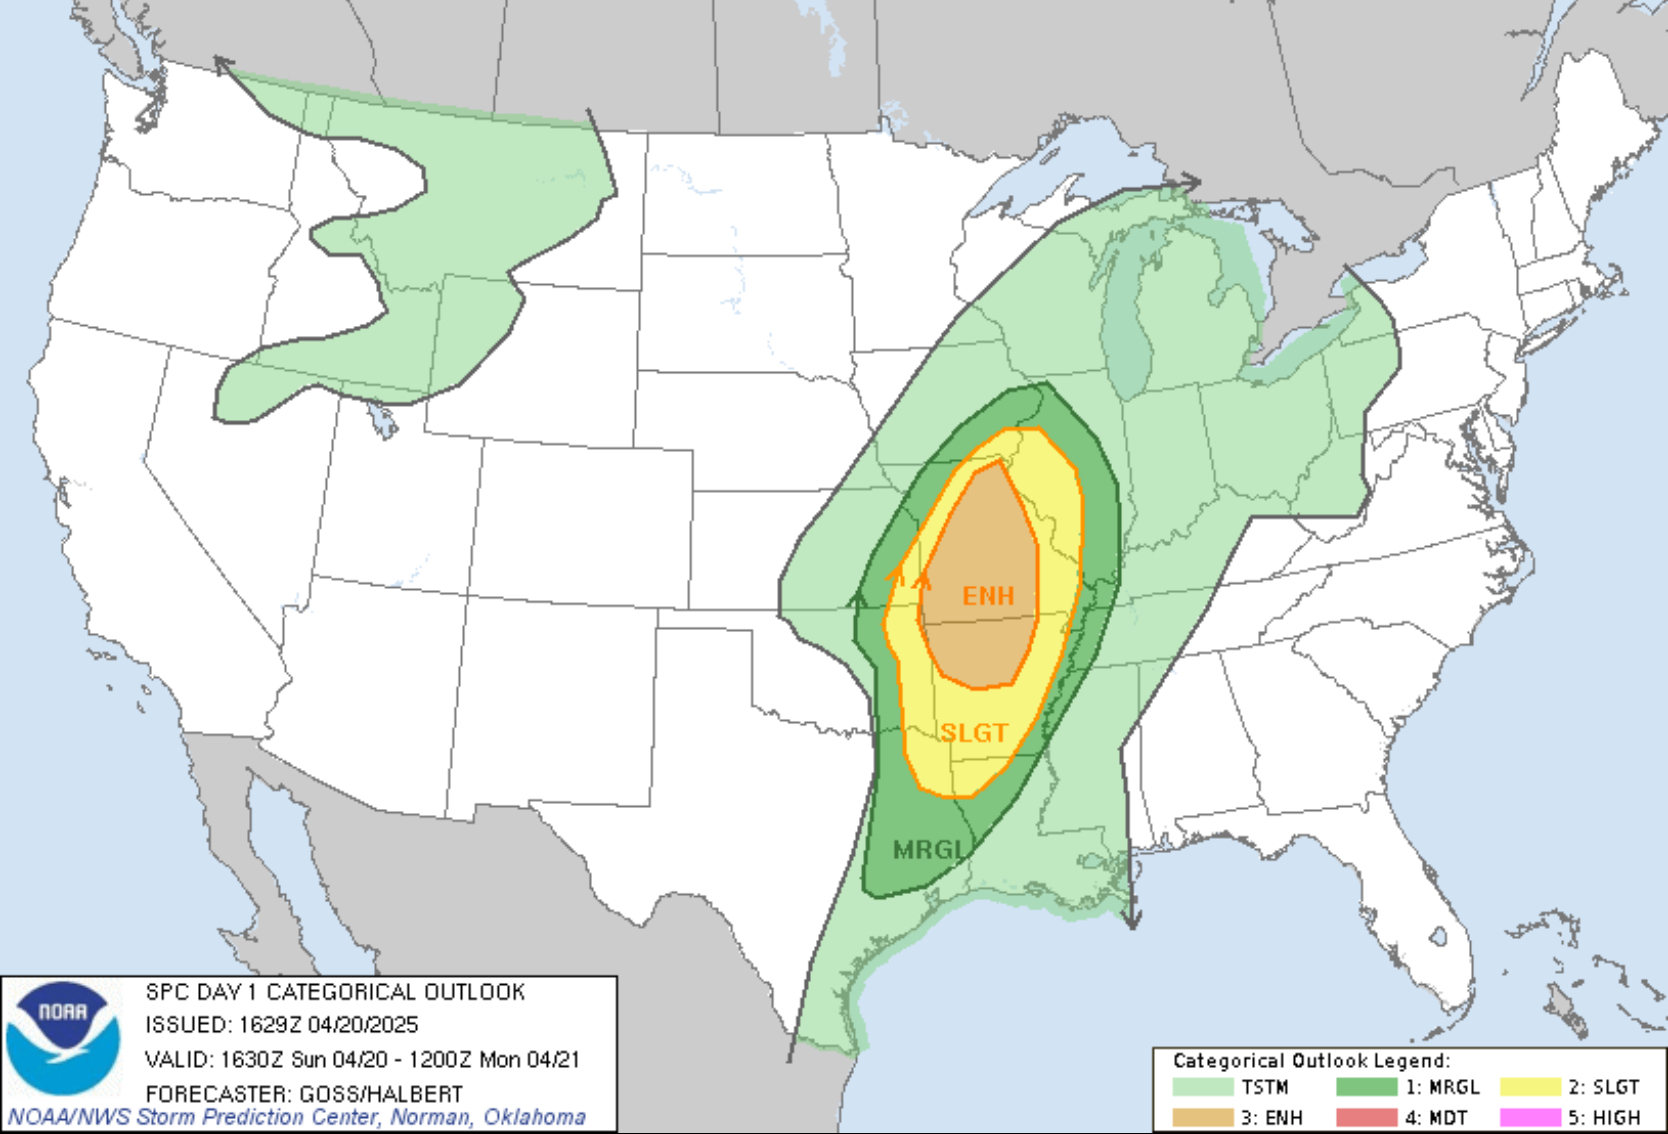 ENH
SLGT
MRGL
NOAA
SPC DAY 1 CATEGORICAL OUTLOOK
ISSUED: 1629Z 04/20/2025
VALID: 1630Z Sun 04/20 - 1200Z Mon 04/21
FORECASTER: GOSS/HALBERT
NOAA/NWS Storm Prediction Center, Norman, Oklahoma
Categorical Outlook Legend:
TSTM 1: MRGL 2: SLGT
3: ENH 4: MDT 5: HIGH